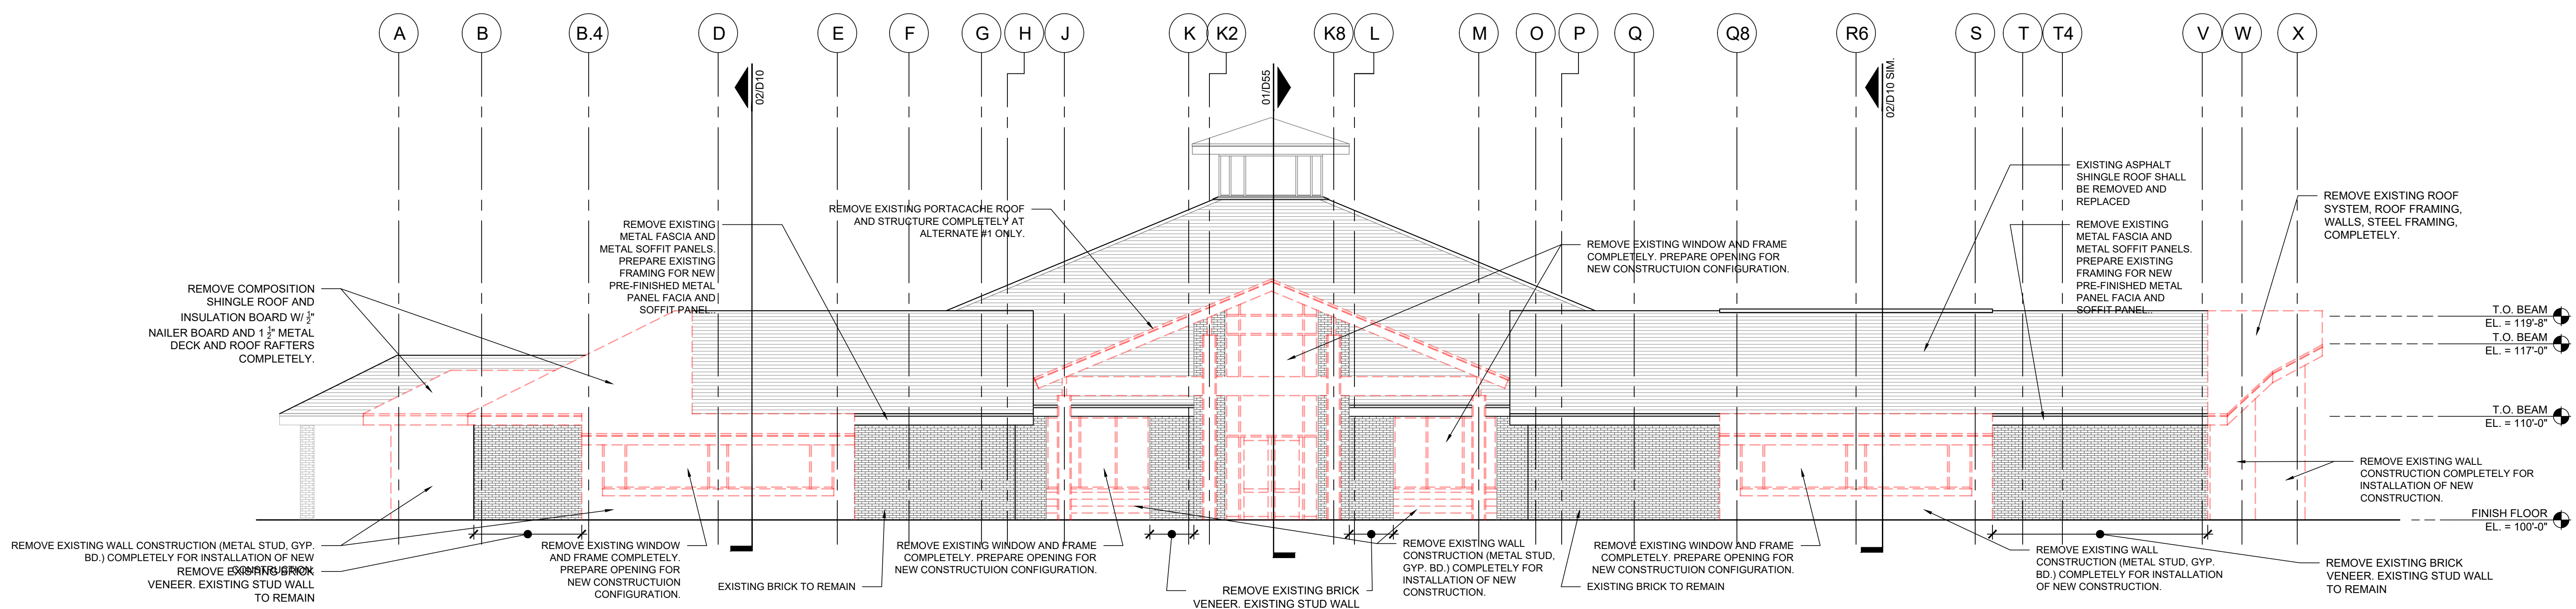 A
B
B.4
D
E
F
G
H
J
K
K2
K8
L
M
O
P
Q
Q8
R6
S
T
T4
V
W
X
02/D10
01/D55
02/D10 SIM.
REMOVE COMPOSITION
SHINGLE ROOF AND
INSULATION BOARD W/ 1/2"
NAILER BOARD AND 1 1/2" METAL
DECK AND ROOF RAFTERS
COMPLETELY.
REMOVE EXISTING
METAL FASCIA AND
METAL SOFFIT PANELS.
PREPARE EXISTING
FRAMING FOR NEW
PRE-FINISHED METAL
PANEL FACIA AND
SOFFIT PANEL..
REMOVE EXISTING PORTACACHE ROOF
AND STRUCTURE COMPLETELY AT
ALTERNATE #1 ONLY.
REMOVE EXISTING WINDOW AND FRAME
COMPLETELY. PREPARE OPENING FOR
NEW CONSTRUCTUION CONFIGURATION.
EXISTING ASPHALT
SHINGLE ROOF SHALL
BE REMOVED AND
REPLACED
REMOVE EXISTING
METAL FASCIA AND
METAL SOFFIT PANELS.
PREPARE EXISTING
FRAMING FOR NEW
PRE-FINISHED METAL
PANEL FACIA AND
SOFFIT PANEL..
REMOVE EXISTING ROOF
SYSTEM, ROOF FRAMING,
WALLS, STEEL FRAMING,
COMPLETELY.
T.O. BEAM
EL. = 119'-8"
T.O. BEAM
EL. = 117'-0"
T.O. BEAM
EL. = 110'-0"
FINISH FLOOR
EL. = 100'-0"
REMOVE EXISTING WALL
CONSTRUCTION COMPLETELY FOR
INSTALLATION OF NEW
CONSTRUCTION.
REMOVE EXISTING WALL CONSTRUCTION (METAL STUD, GYP.
BD.) COMPLETELY FOR INSTALLATION OF NEW
CONSTRUCTION.
REMOVE EXISTING BRICK
VENEER. EXISTING STUD WALL
TO REMAIN
REMOVE EXISTING WINDOW
AND FRAME COMPLETELY.
PREPARE OPENING FOR
NEW CONSTRUCTUION
CONFIGURATION.
EXISTING BRICK TO REMAIN
REMOVE EXISTING WINDOW AND FRAME
COMPLETELY. PREPARE OPENING FOR
NEW CONSTRUCTUION CONFIGURATION.
REMOVE EXISTING BRICK
VENEER. EXISTING STUD WALL
REMOVE EXISTING WALL
CONSTRUCTION (METAL STUD,
GYP. BD.) COMPLETELY FOR
INSTALLATION OF NEW
CONSTRUCTION.
REMOVE EXISTING WINDOW AND FRAME
COMPLETELY. PREPARE OPENING FOR
NEW CONSTRUCTUION CONFIGURATION.
EXISTING BRICK TO REMAIN
REMOVE EXISTING WALL
CONSTRUCTION (METAL STUD, GYP.
BD.) COMPLETELY FOR INSTALLATION
OF NEW CONSTRUCTION.
REMOVE EXISTING BRICK
VENEER. EXISTING STUD WALL
TO REMAIN